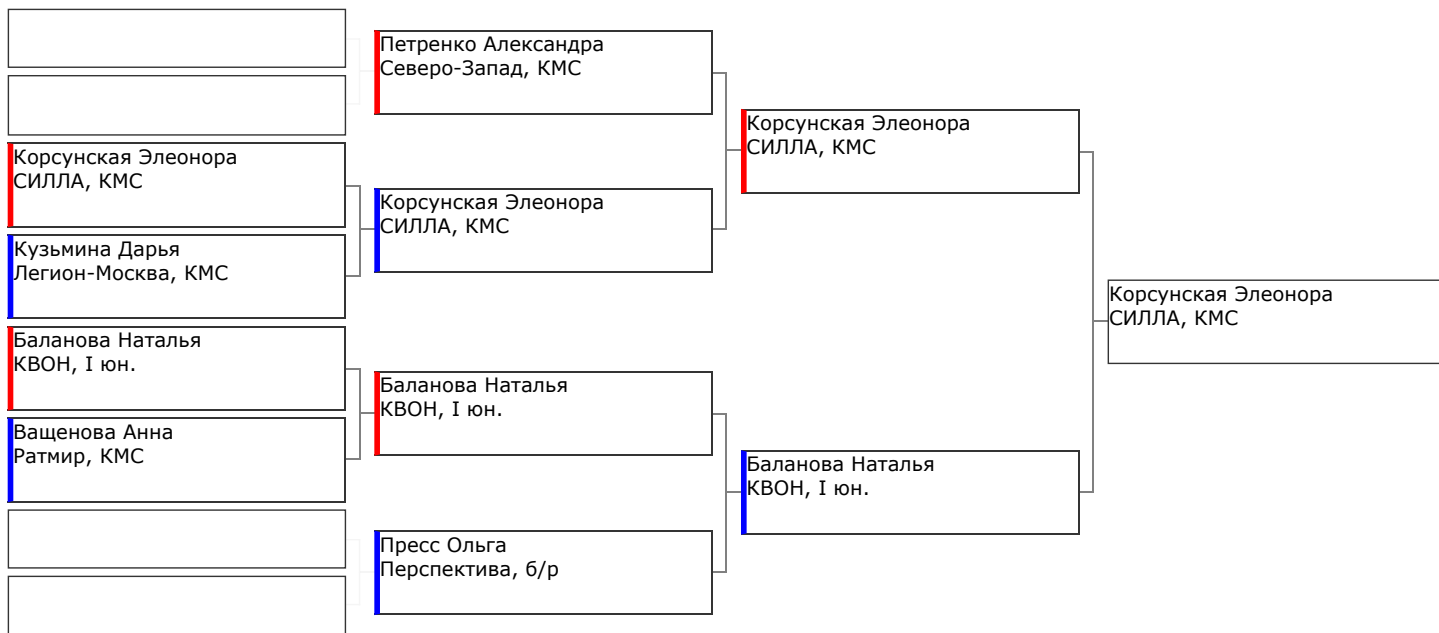 Корсунская Элеонора
СИЛЛА, КМС
Кузьмина Дарья
Легион-Москва, КМС
Баланова Наталья
КВОН, I юн.
Ващенова Анна
Ратмир, КМС
Петренко Александра
Северо-Запад, КМС
Корсунская Элеонора
СИЛЛА, КМС
Баланова Наталья
КВОН, I юн.
Пресс Ольга
Перспектива, б/р
Корсунская Элеонора
СИЛЛА, КМС
Баланова Наталья
КВОН, I юн.
Корсунская Элеонора
СИЛЛА, КМС